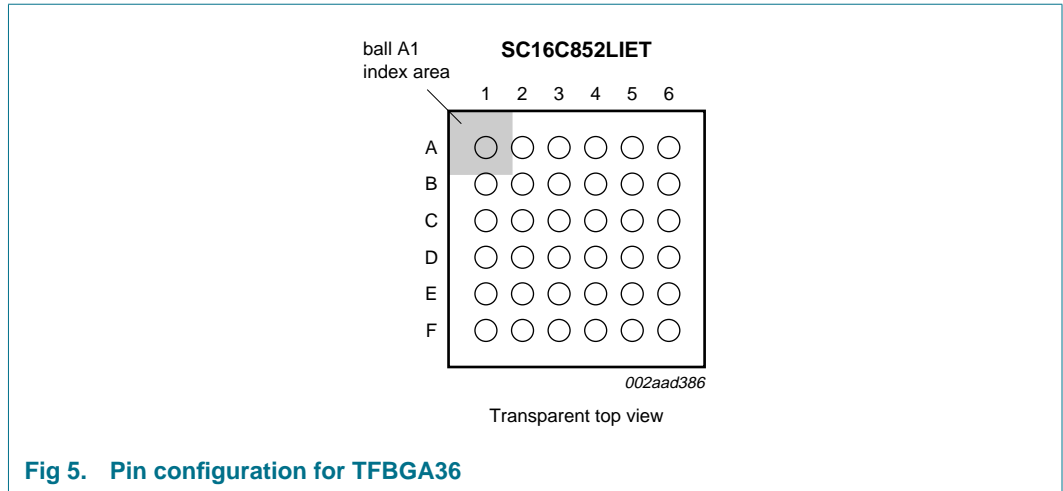 ball A1
index area
SC16C852LIET
1 2 3 4 5 6
A
B
C
D
E
F
002aad386
Transparent top view
Fig 5. Pin configuration for TFBGA36